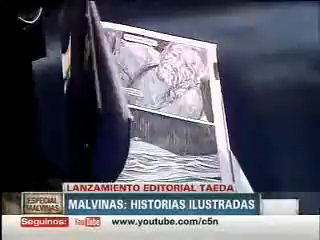 LANZAMIENTO EDITORIAL TAEDA
ESPECIAL
MALVINAS
MALVINAS: HISTORIAS ILUSTRADAS
Seguinos: YouTube www.youtube.com/c5n